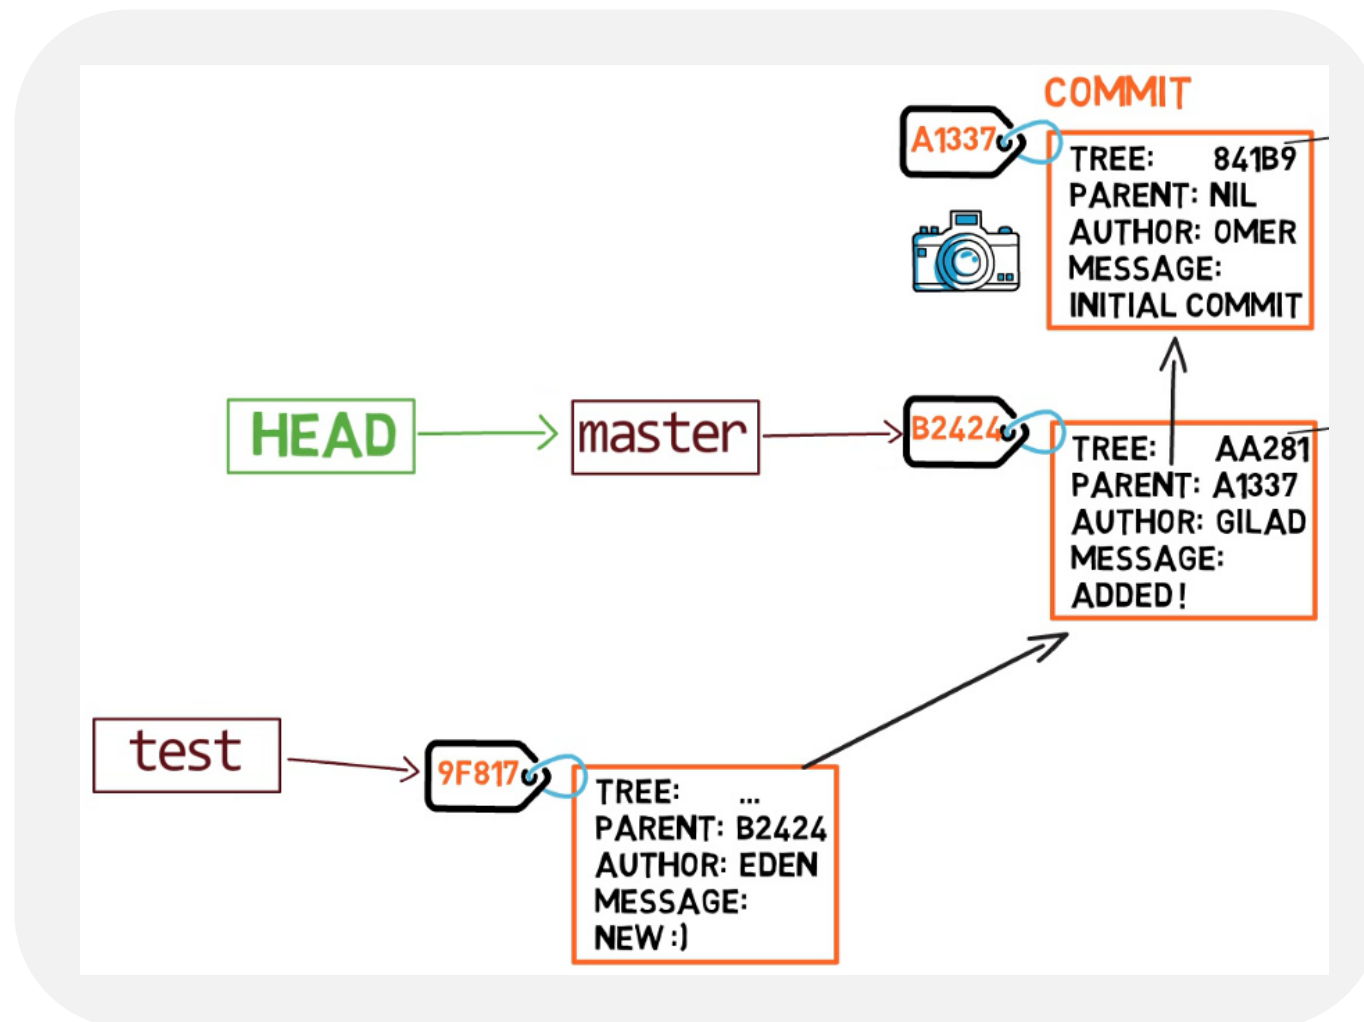 COMMIT
A1337
TREE: 841B9
PARENT: NIL
AUTHOR: OMER
MESSAGE:
INITIAL COMMIT
HEAD
master
B2424
TREE: AA281
PARENT: A1337
AUTHOR: GILAD
MESSAGE:
ADDED!
test
9F817
TREE: ...
PARENT: B2424
AUTHOR: EDEN
MESSAGE:
NEW :)